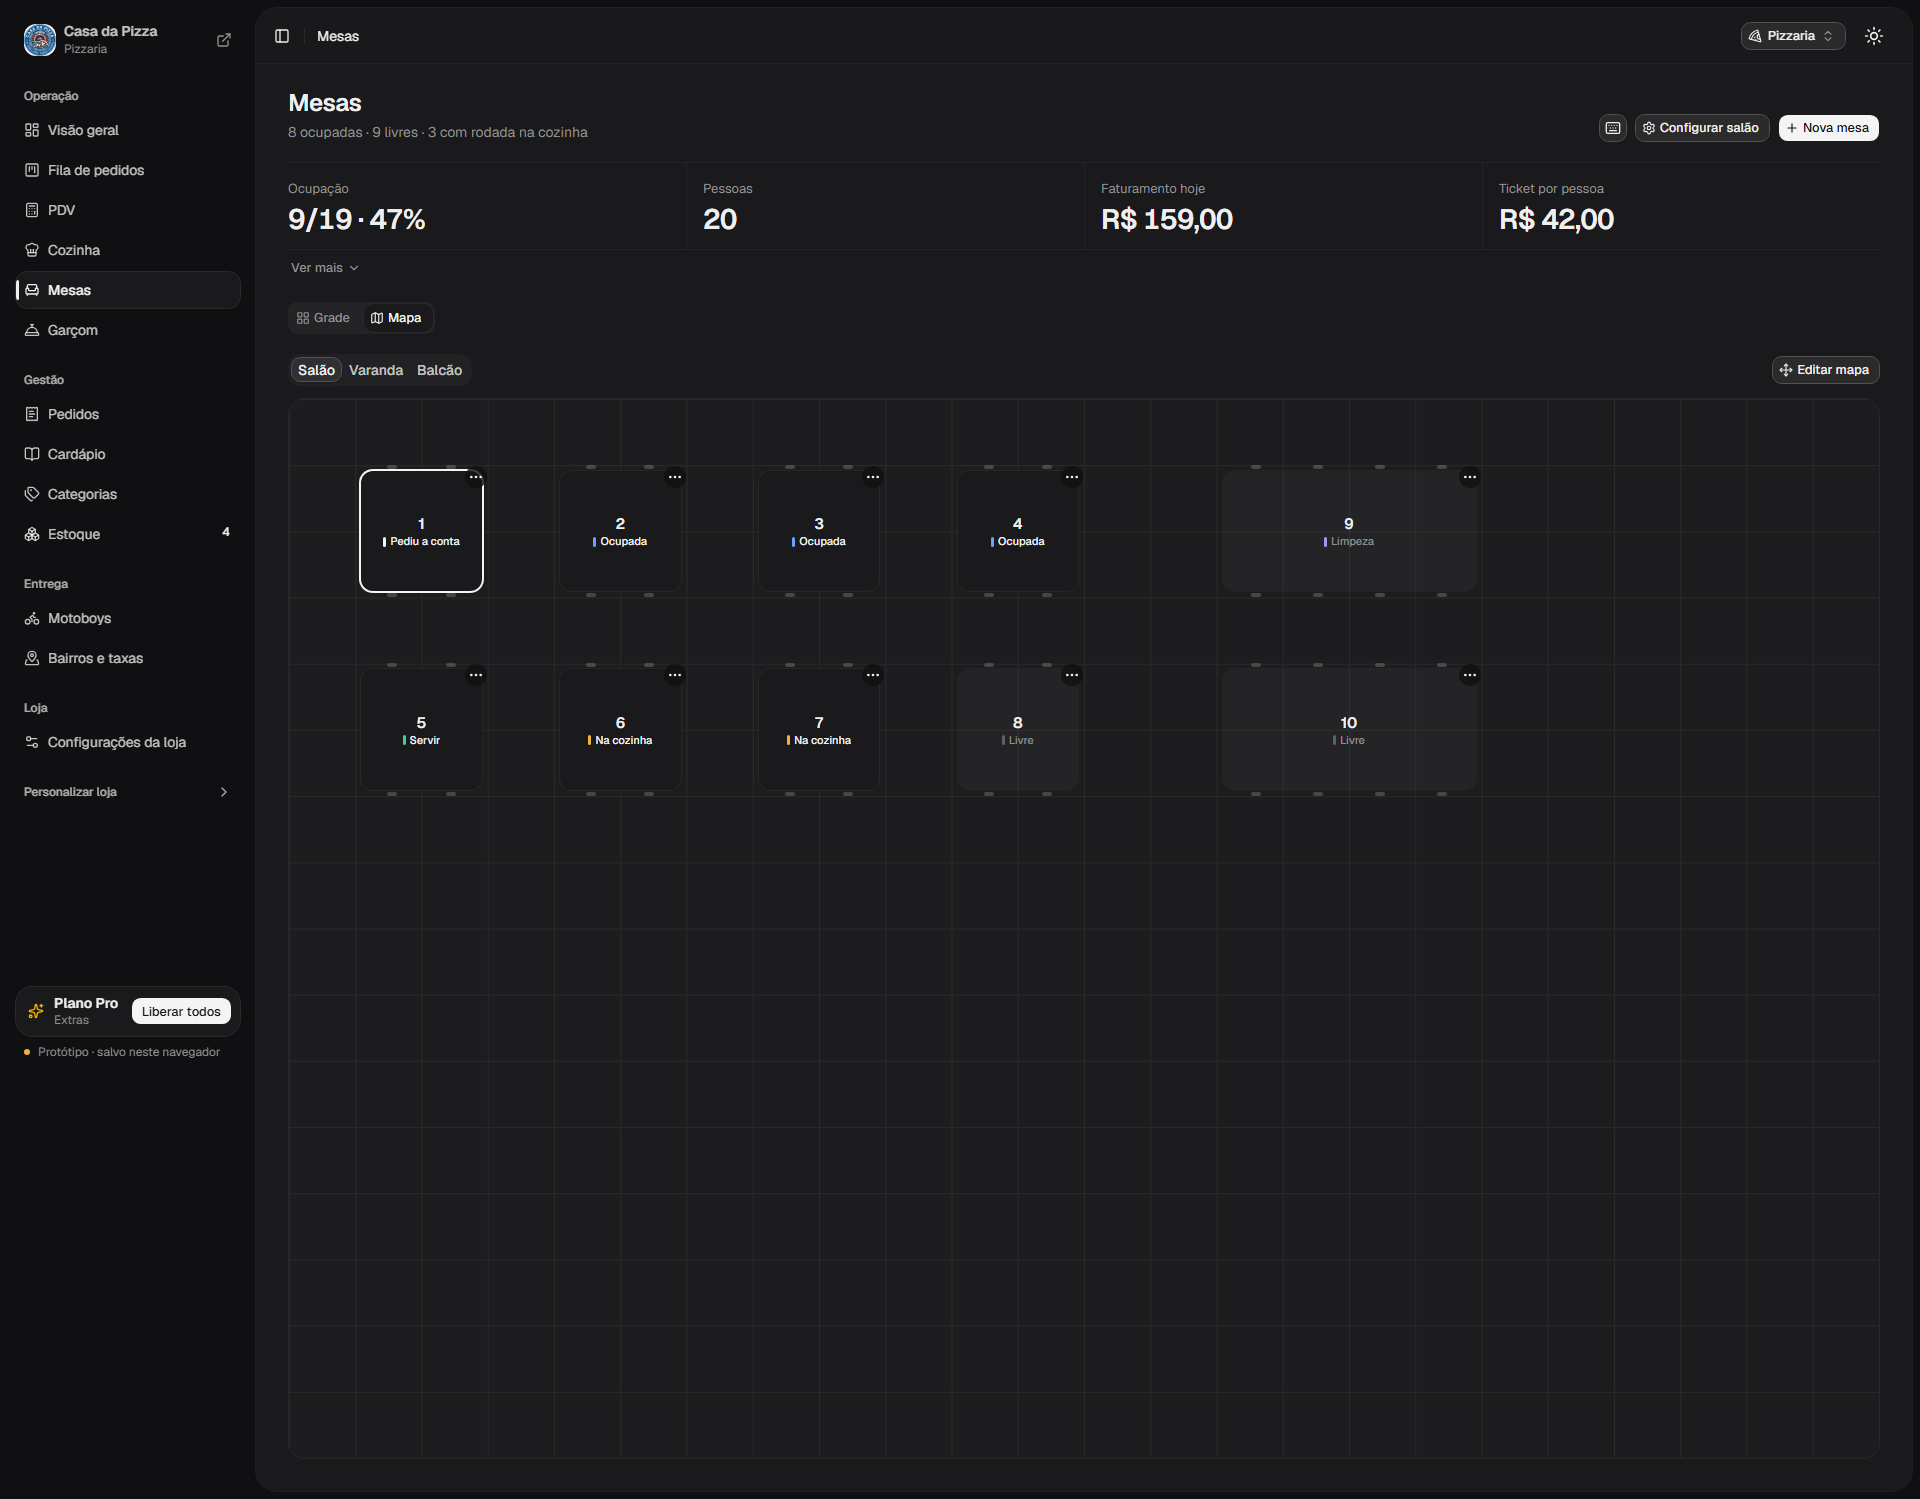 Casa da Pizza
Pizzaria
Operação
Visão geral
Fila de pedidos
PDV
Cozinha
Mesas
Garçom
Gestão
Pedidos
Cardápio
Categorias
Estoque 4
Entrega
Motoboys
Bairros e taxas
Loja
Configurações da loja
Personalizar loja
Plano Pro
Extras
Liberar todos
Protótipo · salvo neste navegador
Mesas
Pizzaria
Mesas
8 ocupadas · 9 livres · 3 com rodada na cozinha
Configurar salão
+ Nova mesa
Ocupação
9/19 · 47%
Pessoas
20
Faturamento hoje
R$ 159,00
Ticket por pessoa
R$ 42,00
Ver mais
Grade Mapa
Salão Varanda Balcão
Editar mapa
1
Pediu a conta
2
Ocupada
3
Ocupada
4
Ocupada
9
Limpeza
5
Servir
6
Na cozinha
7
Na cozinha
8
Livre
10
Livre